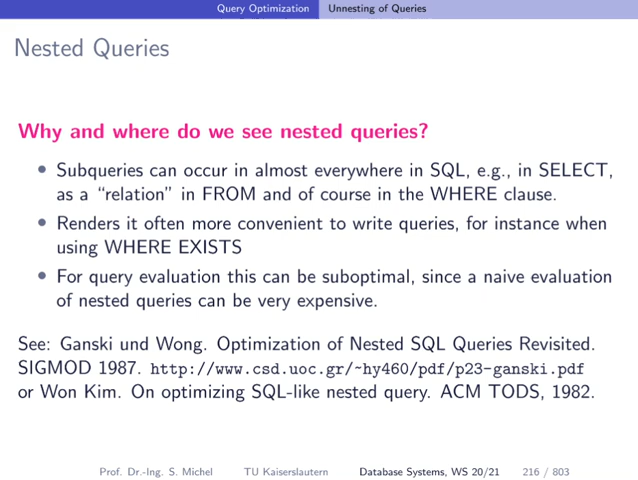 Query Optimization Unnesting of Queries
Nested Queries
Why and where do we see nested queries?
• Subqueries can occur in almost everywhere in SQL, e.g., in SELECT,
as a “relation” in FROM and of course in the WHERE clause.
• Renders it often more convenient to write queries, for instance when
using WHERE EXISTS
• For query evaluation this can be suboptimal, since a naive evaluation
of nested queries can be very expensive.
See: Ganski und Wong. Optimization of Nested SQL Queries Revisited.
SIGMOD 1987. http://www.csd.uoc.gr/~hy460/pdf/p23-ganski.pdf
or Won Kim. On optimizing SQL-like nested query. ACM TODS, 1982.
Prof. Dr.-Ing. S. Michel TU Kaiserslautern Database Systems, WS 20/21 216 / 803